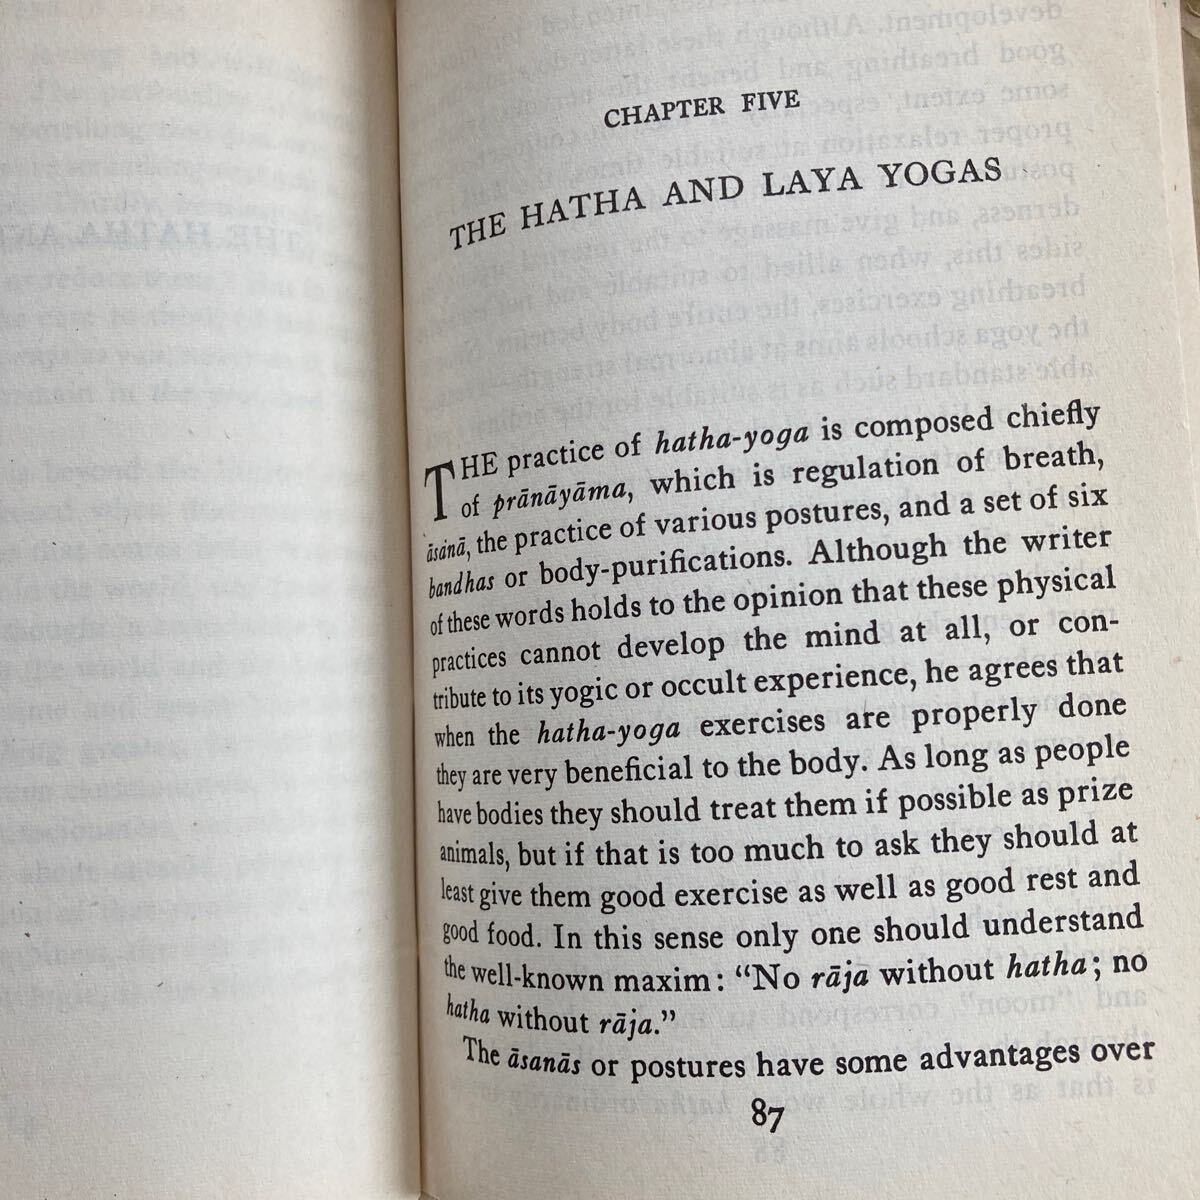 CHAPTER FIVE
THE HATHA AND LAYA YOGAS
THE practice of hatha-yoga is composed chiefly
of prānāyāma, which is regulation of breath,
āsanā, the practice of various postures, and a set of six
bandhas or body-purifications. Although the writer
of these words holds to the opinion that these physical
practices cannot develop the mind at all, or con-
tribute to its yogic or occult experience, he agrees that
when the hatha-yoga exercises are properly done
they are very beneficial to the body. As long as people
have bodies they should treat them if possible as prize
animals, but if that is too much to ask they should at
least give them good exercise as well as good rest and
good food. In this sense only one should understand
the well-known maxim: “No rāja without hatha; no
hatha without rāja.”
The āsanās or postures have some advantages over
87